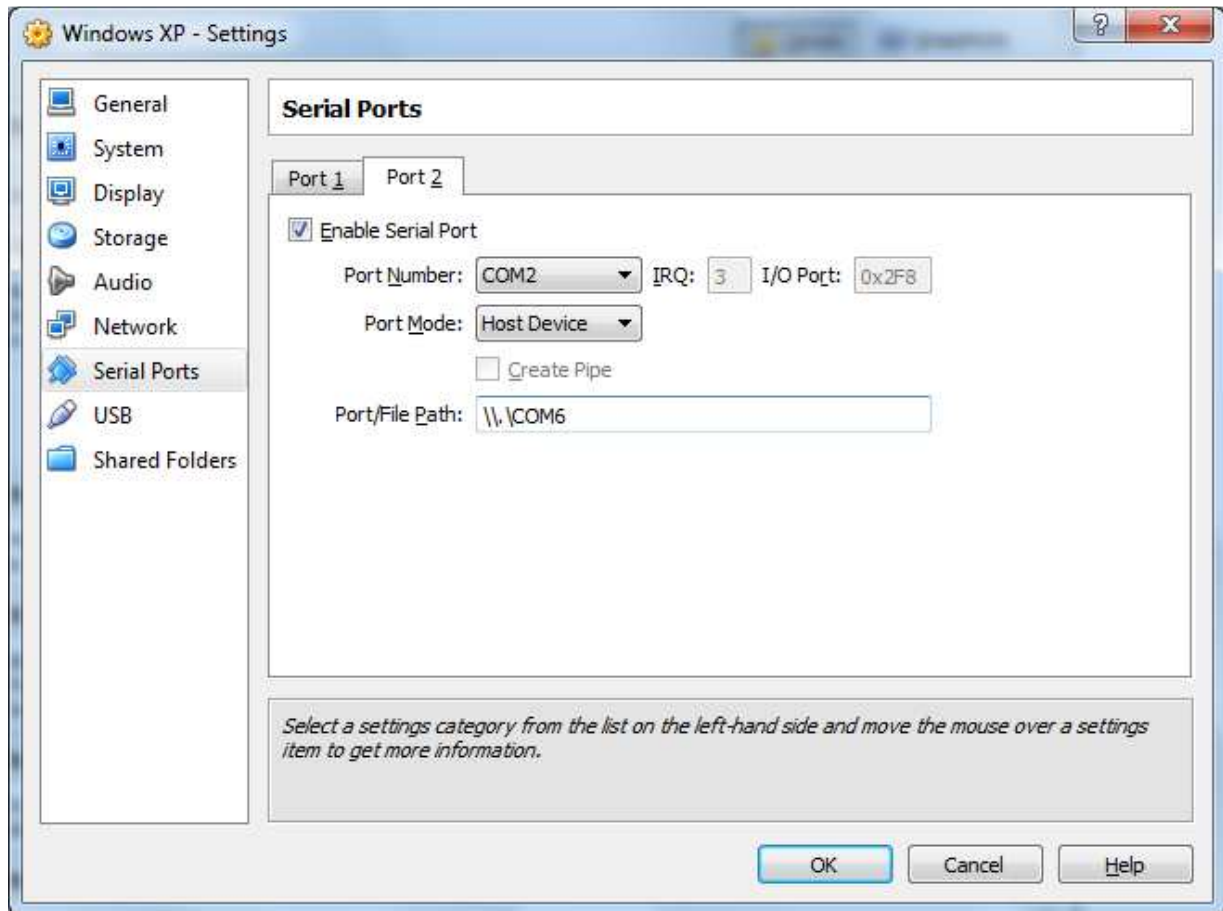 Windows XP - Settings
General
System
Display
Storage
Audio
Network
Serial Ports
USB
Shared Folders
Serial Ports
Port 1 Port 2
Enable Serial Port
Port Number: COM2 IRQ: 3 I/O Port: 0x2F8
Port Mode: Host Device
Create Pipe
Port/File Path: \\.\COM6
Select a settings category from the list on the left-hand side and move the mouse over a settings
item to get more information.
OK Cancel Help